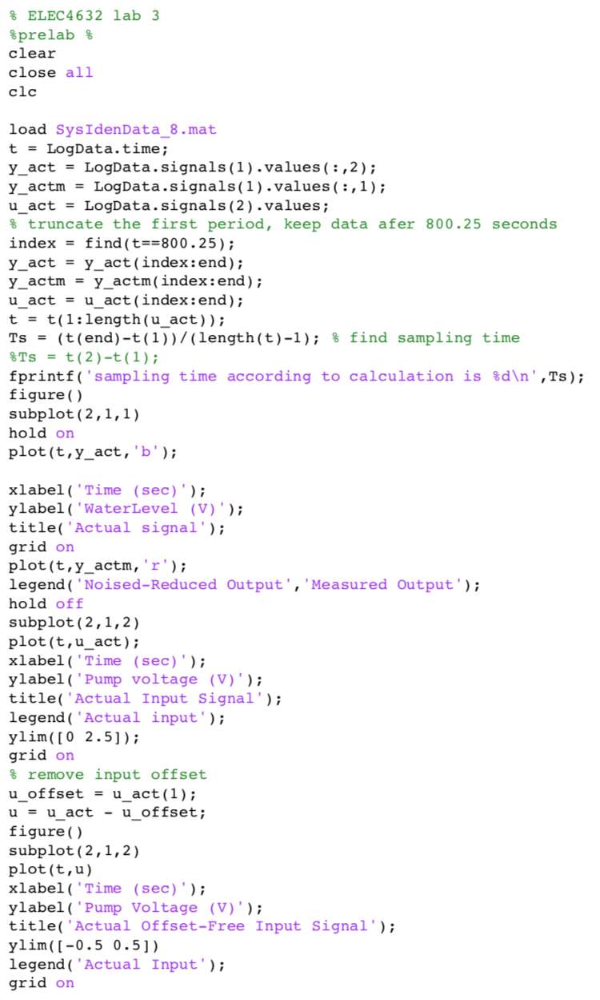 % ELEC4632 lab 3
%prelab %
clear
close all
clc
load SysIdenData_8.mat
t = LogData.time;
y_act = LogData.signals(1).values(:,2);
y_actm = LogData.signals(1).values(:,1);
u_act = LogData.signals(2).values;
% truncate the first period, keep data afer 800.25 seconds
index = find(t==800.25);
y_act = y_act(index:end);
y_actm = y_actm(index:end);
u_act = u_act(index:end);
t = t(1:length(u_act));
Ts = (t(end)-t(1))/(length(t)-1); % find sampling time
%Ts = t(2)-t(1);
fprintf('sampling time according to calculation is %d\n',Ts);
figure()
subplot(2,1,1)
hold on
plot(t,y_act,'b');
xlabel('Time (sec)');
ylabel('WaterLevel (V)');
title('Actual signal');
grid on
plot(t,y_actm,'r');
legend('Noised-Reduced Output','Measured Output');
hold off
subplot(2,1,2)
plot(t,u_act);
xlabel('Time (sec)');
ylabel('Pump voltage (V)');
title('Actual Input Signal');
legend('Actual input');
ylim([0 2.5]);
grid on
% remove input offset
u_offset = u_act(1);
u = u_act - u_offset;
figure()
subplot(2,1,2)
plot(t,u)
xlabel('Time (sec)');
ylabel('Pump Voltage (V)');
title('Actual Offset-Free Input Signal');
ylim([-0.5 0.5])
legend('Actual Input');
grid on